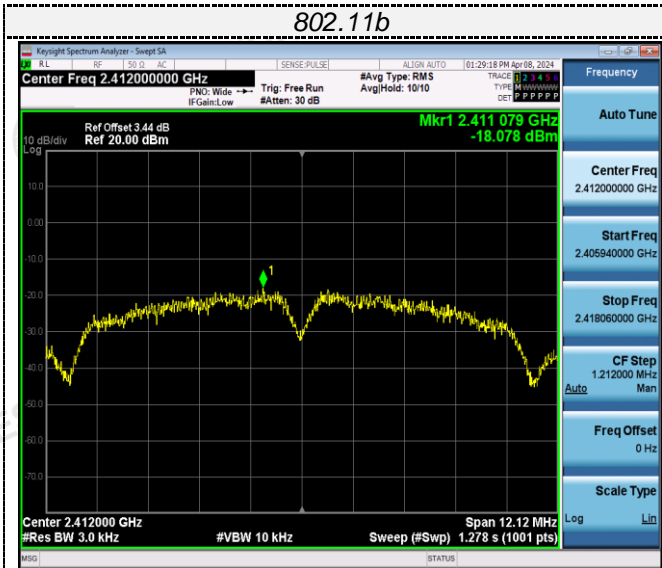 802.11b
Keysight Spectrum Analyzer - Swept SA
RL RF 50 Ω AC SENSE:PULSE ALIGN AUTO 01:29:18 PM Apr 08, 2024
Center Freq 2.412000000 GHz
PNO: Wide
IFGain:Low
Trig: Free Run
#Atten: 30 dB
#Avg Type: RMS
Avg|Hold: 10/10
TRACE 1 2 3 4 5 6
TYPE MWWWWW
DET P P P P P P
Ref Offset 3.44 dB
10 dB/div Ref 20.00 dBm
Log
Mkr1 2.411 079 GHz
-18.078 dBm
10.0
0.00
-10.0
1
-20.0
-30.0
-40.0
-50.0
-60.0
-70.0
Center 2.412000 GHz
Span 12.12 MHz
#Res BW 3.0 kHz
#VBW 10 kHz
Sweep (#Swp) 1.278 s (1001 pts)
MSG
STATUS
Frequency
Auto Tune
Center Freq
2.412000000 GHz
Start Freq
2.405940000 GHz
Stop Freq
2.418060000 GHz
CF Step
1.212000 MHz
Auto Man
Freq Offset
0 Hz
Scale Type
Log Lin